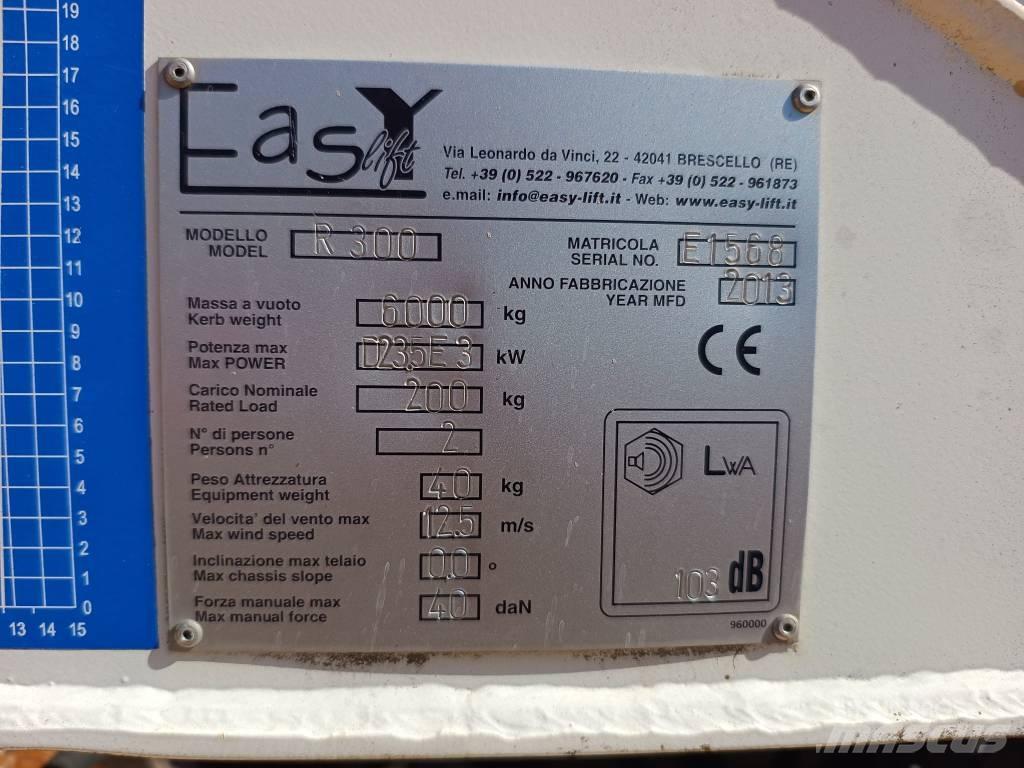 19
18
17
16
15
14
13
12
11
10
9
8
7
6
5
4
3
2
1
0
13 14 15
Easy lift
Via Leonardo da Vinci, 22 - 42041 BRESCELLO (RE)
Tel. +39 (0) 522 - 967620 - Fax +39 (0) 522 - 961873
e.mail: info@easy-lift.it - Web: www.easy-lift.it
MODELLO
MODEL R 300
MATRICOLA
SERIAL NO. E1568
ANNO FABBRICAZIONE
YEAR MFD 2013
Massa a vuoto
Kerb weight 6000 kg
Potenza max
Max POWER D23,5E3 kW
Carico Nominale
Rated Load 200 kg
N° di persone
Persons n° 2
Peso Attrezzatura
Equipment weight 40 kg
Velocita' del vento max
Max wind speed 12.5 m/s
Inclinazione max telaio
Max chassis slope 0,0 °
Forza manuale max
Max manual force 40 daN
CE
LWA
103 dB
960000
mascus